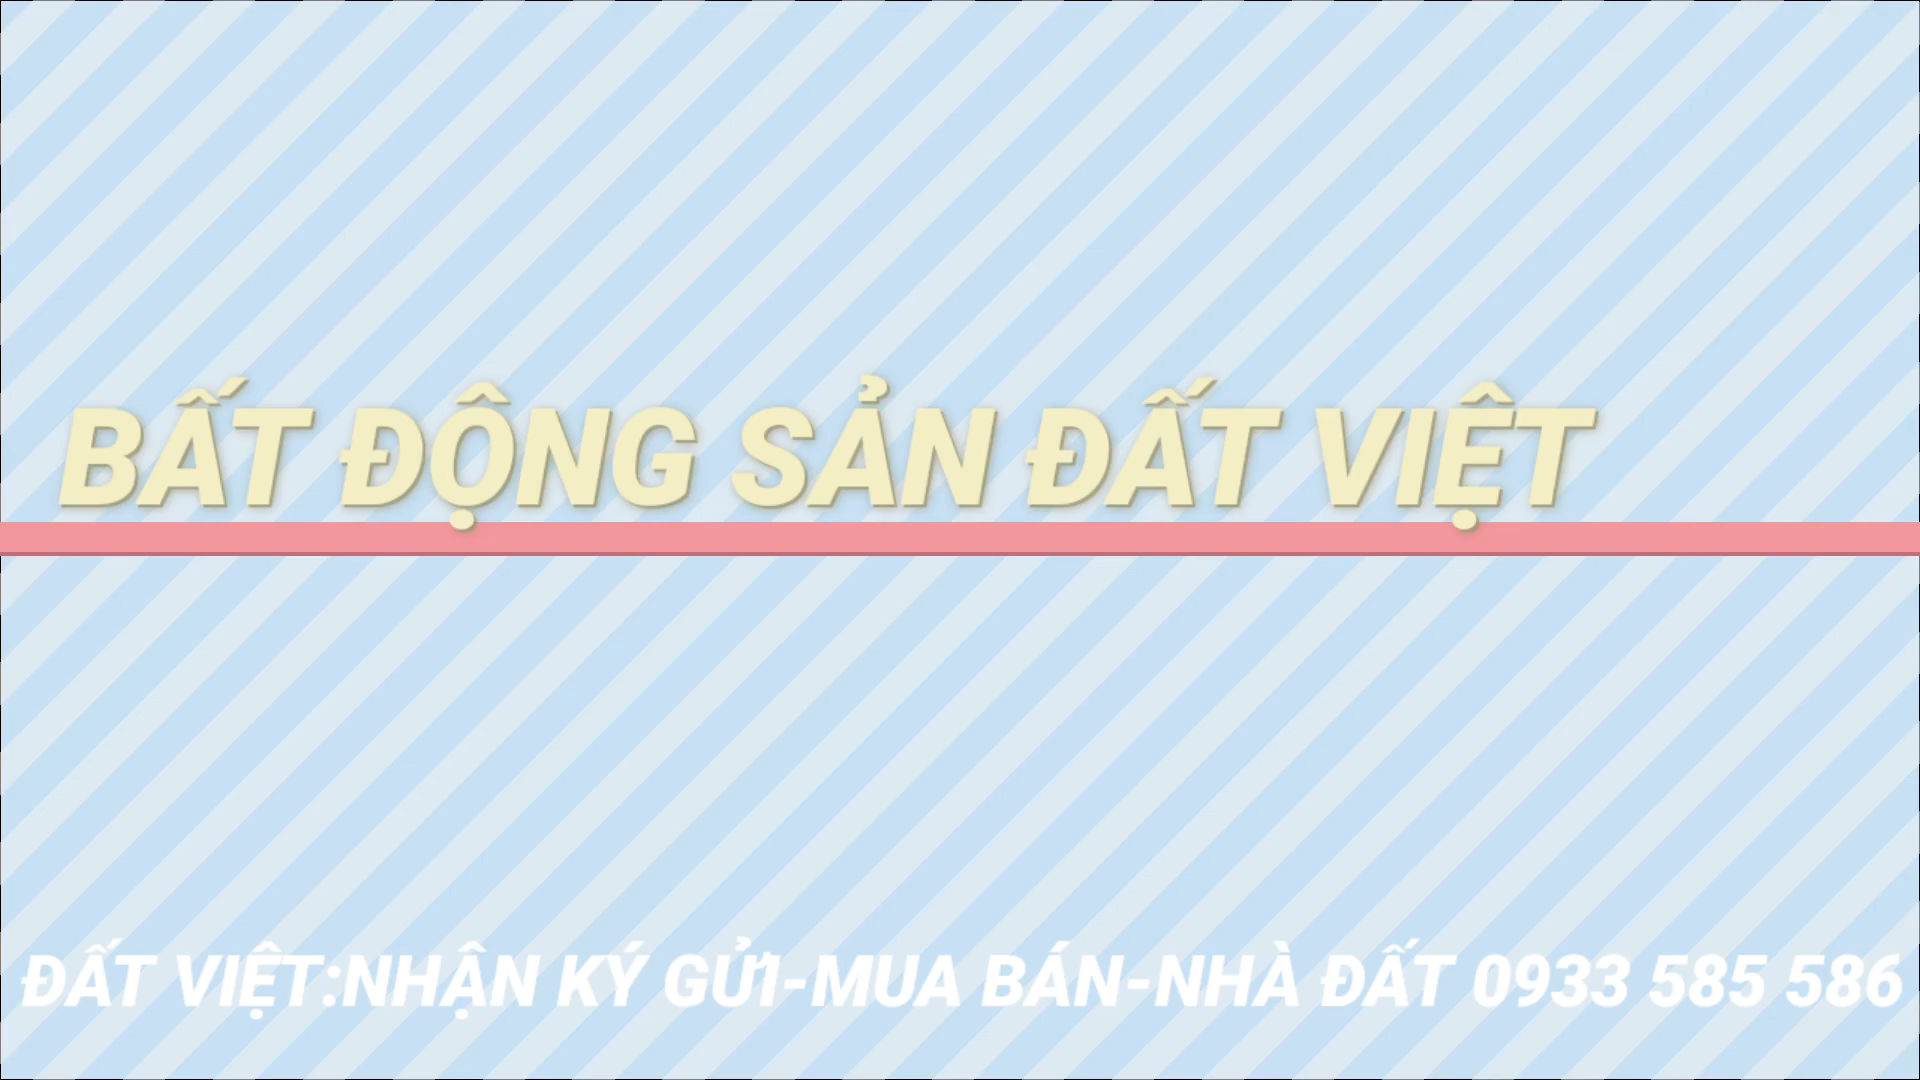 BẤT ĐỘNG SẢN ĐẤT VIỆT
ĐẤT VIỆT:NHẬN KÝ GỬI-MUA BÁN-NHÀ ĐẤT 0933 585 586